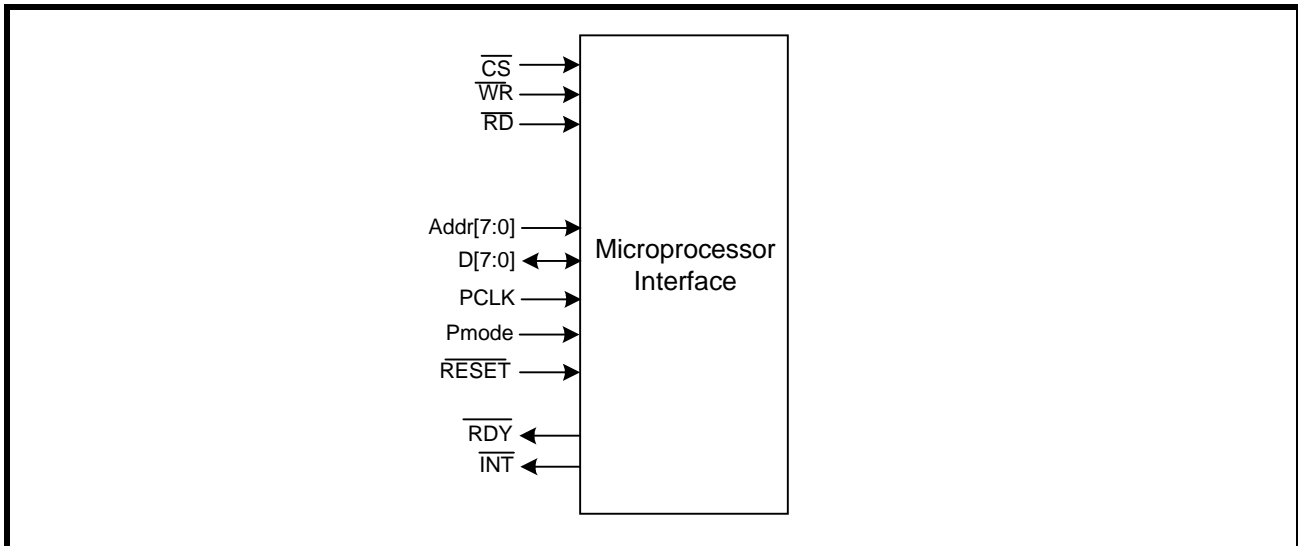 CS
WR
RD
Addr[7:0]
D[7:0]
PCLK
Pmode
RESET
RDY
INT
Microprocessor
Interface